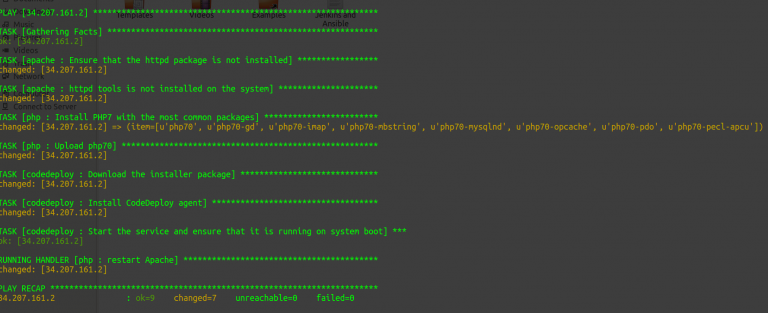 Templates Videos Examples Jenkins and Ansible
PLAY [34.207.161.2] ************************************************************
TASK [Gathering Facts] *********************************************************
ok: [34.207.161.2]
TASK [apache : Ensure that the httpd package is not installed] *****************
changed: [34.207.161.2]
TASK [apache : httpd tools is not installed on the system] *********************
changed: [34.207.161.2]
TASK [php : Install PHP7 with the most common packages] ************************
changed: [34.207.161.2] => (item=[u'php70', u'php70-gd', u'php70-imap', u'php70-mbstring', u'php70-mysqlnd', u'php70-opcache', u'php70-pdo', u'php70-pecl-apcu'])
TASK [php : Upload php70] ******************************************************
changed: [34.207.161.2]
TASK [codedeploy : Download the installer package] *****************************
changed: [34.207.161.2]
TASK [codedeploy : Install CodeDeploy agent] ***********************************
changed: [34.207.161.2]
TASK [codedeploy : Start the service and ensure that it is running on system boot] ***
ok: [34.207.161.2]
RUNNING HANDLER [php : restart Apache] *****************************************
changed: [34.207.161.2]
PLAY RECAP *********************************************************************
34.207.161.2 : ok=9 changed=7 unreachable=0 failed=0